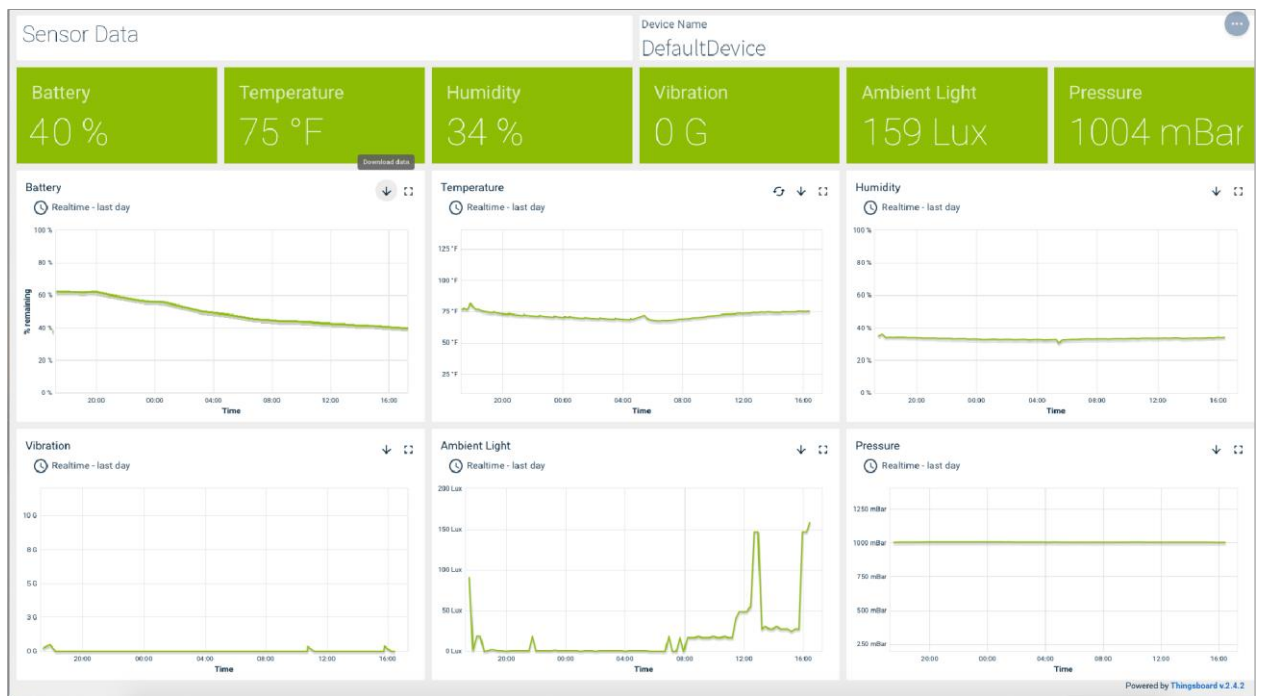 Sensor Data
Device Name
DefaultDevice
Battery
40 %
Temperature
75 °F
Humidity
34 %
Vibration
0 G
Ambient Light
159 Lux
Pressure
1004 mBar
Download data
Battery
Realtime - last day
100 %
80 %
60 %
40 %
20 %
0 %
% remaining
20:00 00:00 04:00 08:00 12:00 16:00
Time
Temperature
Realtime - last day
125 °F
100 °F
75 °F
50 °F
25 °F
20:00 00:00 04:00 08:00 12:00 16:00
Time
Humidity
Realtime - last day
100 %
80 %
60 %
40 %
20 %
0 %
20:00 00:00 04:00 08:00 12:00 16:00
Time
Vibration
Realtime - last day
10 G
8 G
5 G
3 G
0 G
20:00 00:00 04:00 08:00 12:00 16:00
Time
Ambient Light
Realtime - last day
200 Lux
150 Lux
100 Lux
50 Lux
0 Lux
20:00 00:00 04:00 08:00 12:00 16:00
Time
Pressure
Realtime - last day
1250 mBar
1000 mBar
750 mBar
500 mBar
250 mBar
20:00 00:00 04:00 08:00 12:00 16:00
Time
Powered by Thingsboard v.2.4.2